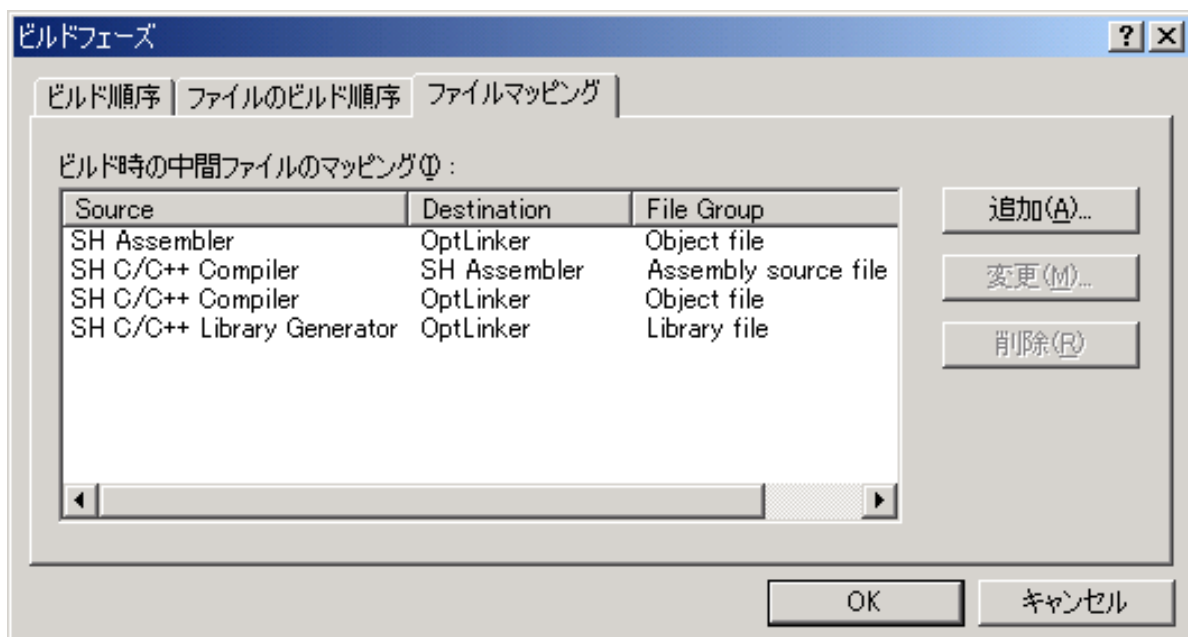 ビルドフェーズ
ビルド順序 ファイルのビルド順序 ファイルマッピング
ビルド時の中間ファイルのマッピング(I):
Source Destination File Group
SH Assembler OptLinker Object file
SH C/C++ Compiler SH Assembler Assembly source file
SH C/C++ Compiler OptLinker Object file
SH C/C++ Library Generator OptLinker Library file
追加(A)...
変更(M)...
削除(R)
OK キャンセル